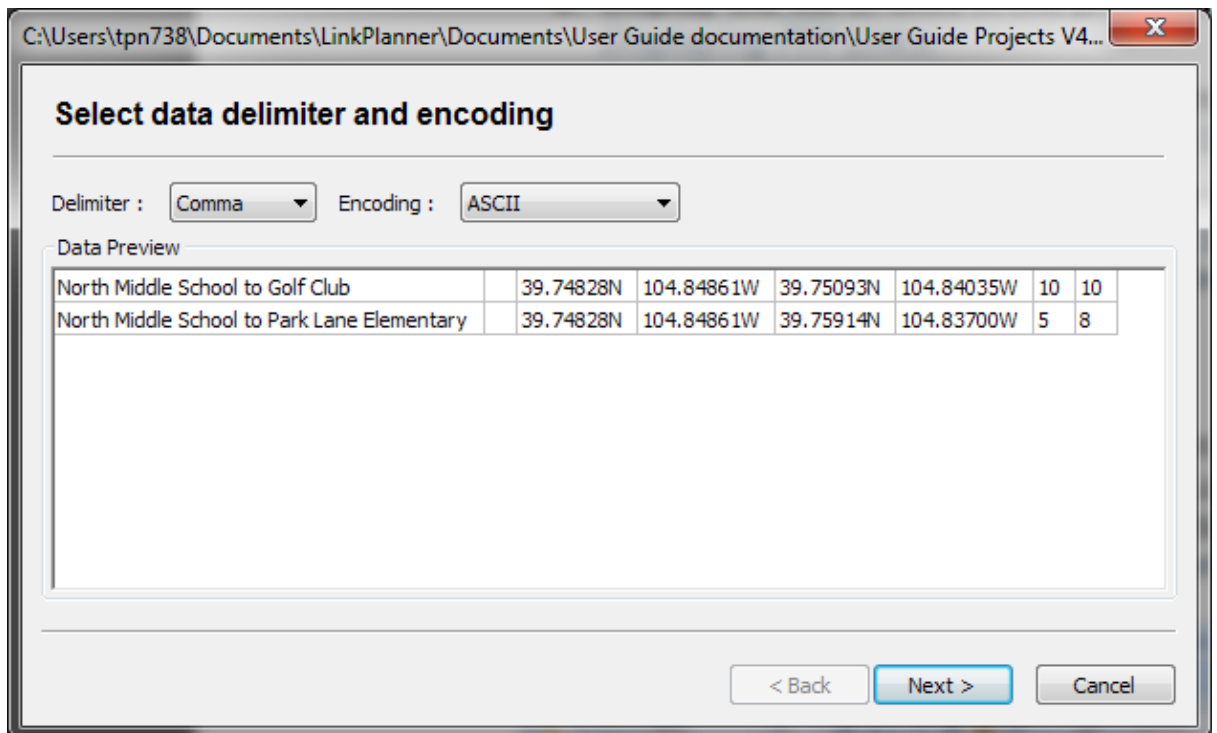 C:\Users\tpn738\Documents\LinkPlanner\Documents\User Guide documentation\User Guide Projects V4...
Select data delimiter and encoding
Delimiter : Comma Encoding : ASCII
Data Preview
North Middle School to Golf Club 39.74828N 104.84861W 39.75093N 104.84035W 10 10
North Middle School to Park Lane Elementary 39.74828N 104.84861W 39.75914N 104.83700W 5 8
< Back Next > Cancel